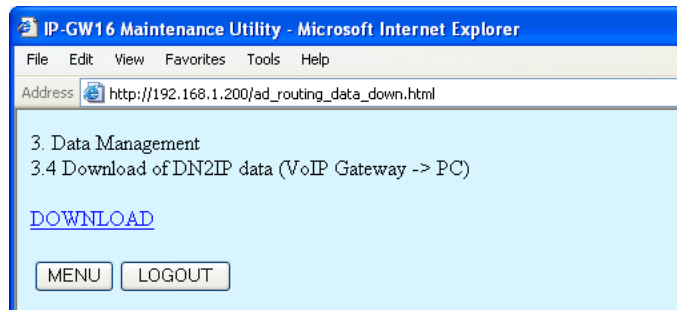 IP-GW16 Maintenance Utility - Microsoft Internet Explorer
File Edit View Favorites Tools Help
Address http://192.168.1.200/ad_routing_data_down.html
3. Data Management
3.4 Download of DN2IP data (VoIP Gateway -> PC)
DOWNLOAD
MENU LOGOUT